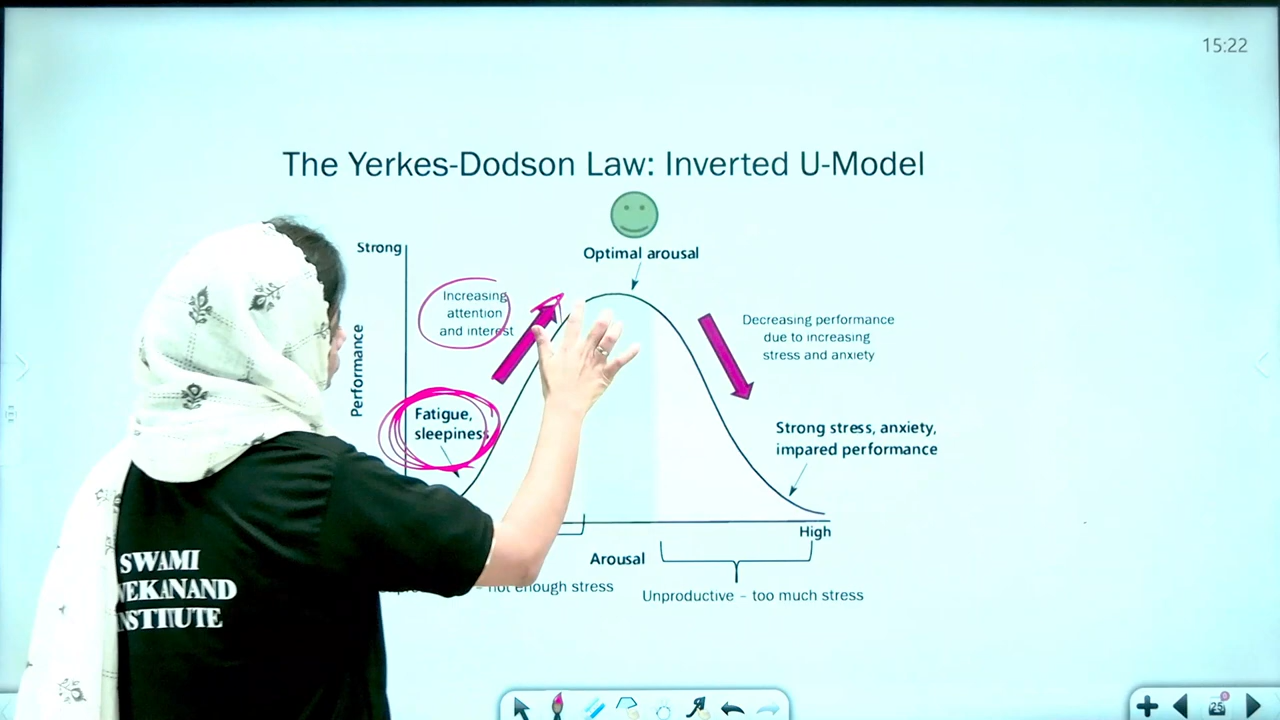 15:22
The Yerkes-Dodson Law: Inverted U-Model
Optimal arousal
Strong
Increasing
attention
and interest
Decreasing performance
due to increasing
stress and anxiety
Performance
Fatigue,
sleepiness
Strong stress, anxiety,
impared performance
High
Arousal
not enough stress
Unproductive – too much stress
SWAMI
INSTITUTE
25